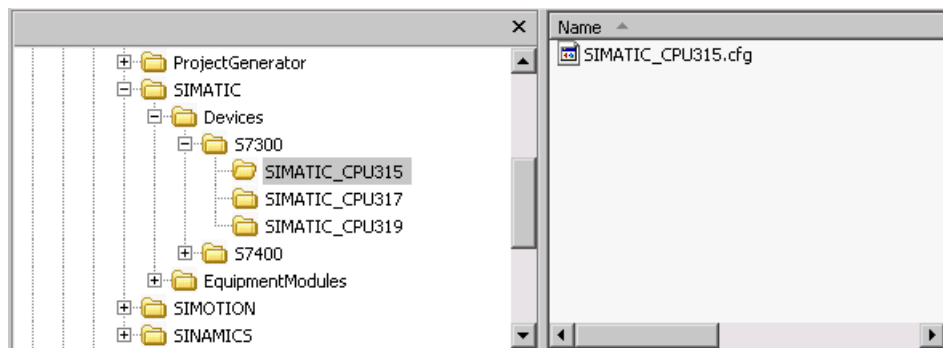 ProjectGenerator
SIMATIC
Devices
S7300
SIMATIC_CPU315
SIMATIC_CPU317
SIMATIC_CPU319
S7400
EquipmentModules
SIMOTION
SINAMICS
Name
SIMATIC_CPU315.cfg